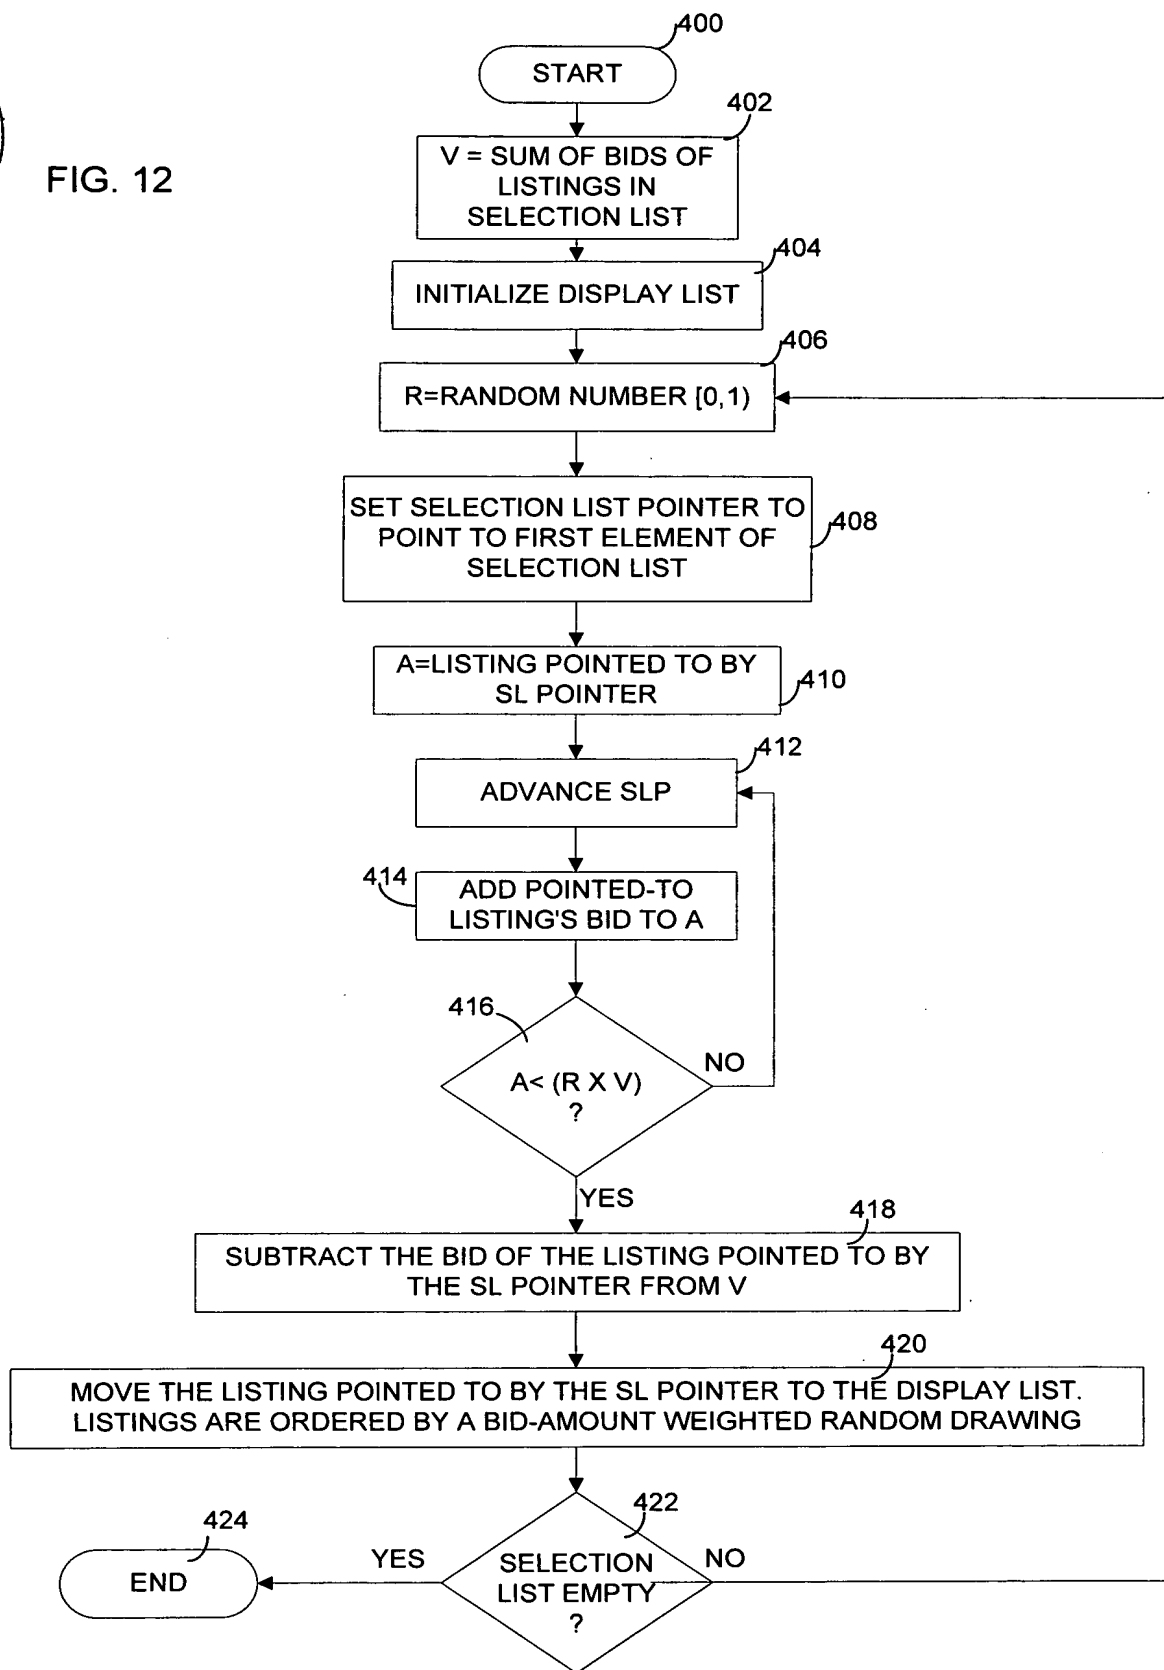 400
START
402
FIG. 12
V = SUM OF BIDS OF
LISTINGS IN
SELECTION LIST
404
INITIALIZE DISPLAY LIST
406
R=RANDOM NUMBER [0,1)
SET SELECTION LIST POINTER TO
POINT TO FIRST ELEMENT OF
SELECTION LIST
408
A=LISTING POINTED TO BY
SL POINTER
410
412
ADVANCE SLP
414
ADD POINTED-TO
LISTING'S BID TO A
416
NO
A< (R X V)
?
YES
418
SUBTRACT THE BID OF THE LISTING POINTED TO BY
THE SL POINTER FROM V
420
MOVE THE LISTING POINTED TO BY THE SL POINTER TO THE DISPLAY LIST.
LISTINGS ARE ORDERED BY A BID-AMOUNT WEIGHTED RANDOM DRAWING
422
424
YES
NO
END
SELECTION
LIST EMPTY
?